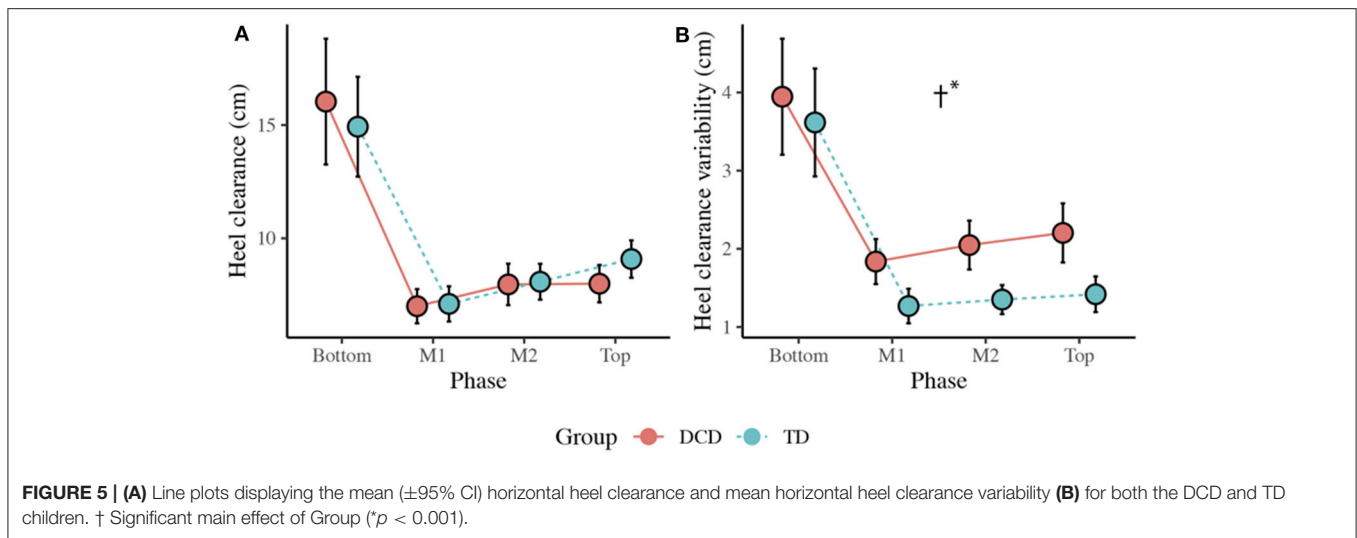 A
Heel clearance (cm)
15
10
Bottom M1 M2 Top
Phase
B
Heel clearance variability (cm)
4
3
2
1
†*
Bottom M1 M2 Top
Phase
Group DCD TD
FIGURE 5 | (A) Line plots displaying the mean (±95% CI) horizontal heel clearance and mean horizontal heel clearance variability (B) for both the DCD and TD
children. † Significant main effect of Group (*p < 0.001).